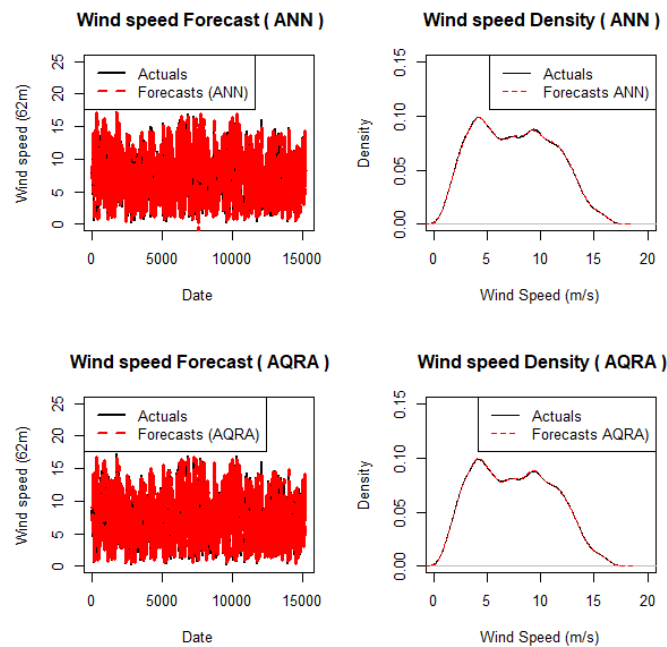 Wind speed Forecast ( ANN )
Wind speed (62m)
25
20
15
10
5
0
Actuals
Forecasts (ANN)
0 5000 10000 15000
Date
Wind speed Density ( ANN )
Density
0.15
0.10
0.05
0.00
Actuals
Forecasts ANN)
0 5 10 15 20
Wind Speed (m/s)
Wind speed Forecast ( AQRA )
Wind speed (62m)
25
20
15
10
5
0
Actuals
Forecasts (AQRA)
0 5000 10000 15000
Date
Wind speed Density ( AQRA )
Density
0.15
0.10
0.05
0.00
Actuals
Forecasts AQRA)
0 5 10 15 20
Wind Speed (m/s)